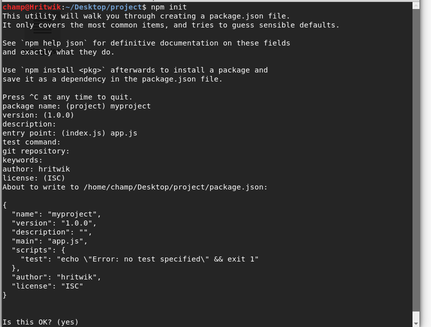 champ@Hritwik:~/Desktop/project$ npm init
This utility will walk you through creating a package.json file.
It only covers the most common items, and tries to guess sensible defaults.

See `npm help json` for definitive documentation on these fields
and exactly what they do.

Use `npm install <pkg>` afterwards to install a package and
save it as a dependency in the package.json file.

Press ^C at any time to quit.
package name: (project) myproject
version: (1.0.0)
description:
entry point: (index.js) app.js
test command:
git repository:
keywords:
author: hritwik
license: (ISC)
About to write to /home/champ/Desktop/project/package.json:

{
  "name": "myproject",
  "version": "1.0.0",
  "description": "",
  "main": "app.js",
  "scripts": {
    "test": "echo \"Error: no test specified\" && exit 1"
  },
  "author": "hritwik",
  "license": "ISC"
}

Is this OK? (yes)